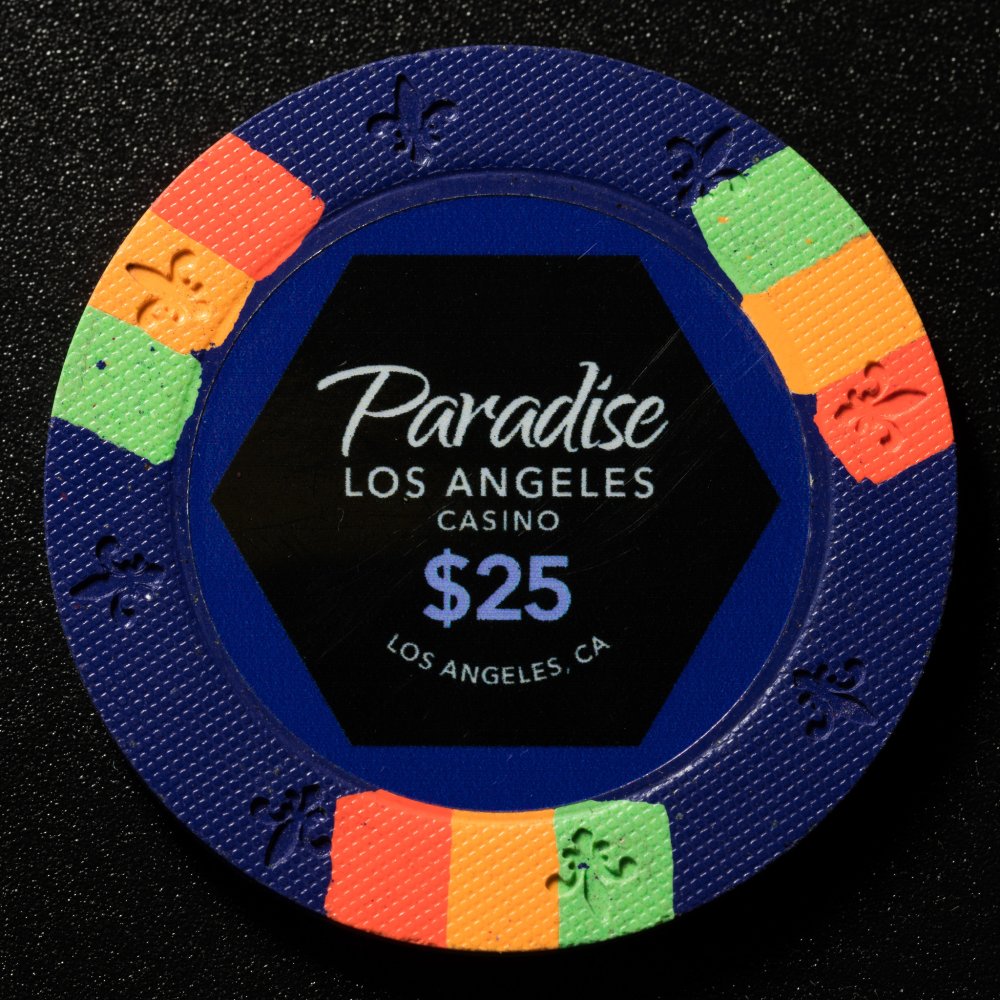 Paradise
LOS ANGELES
CASINO
$25
LOS ANGELES, CA